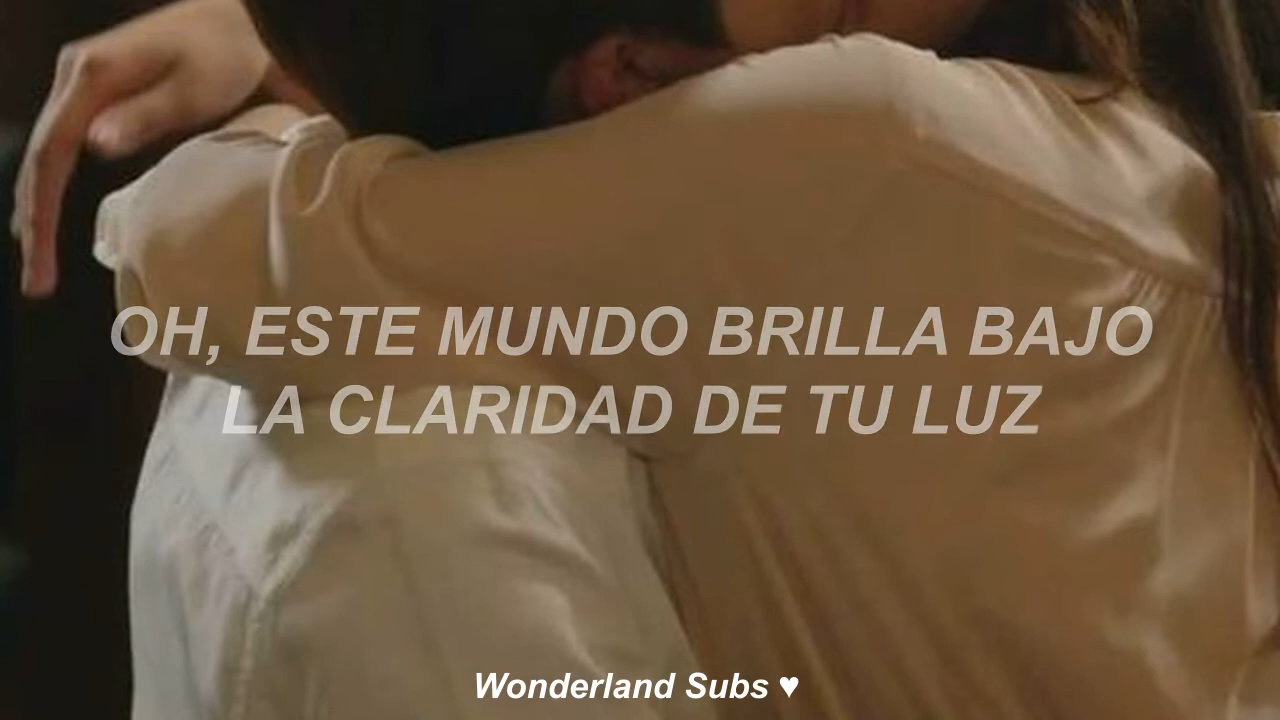 OH, ESTE MUNDO BRILLA BAJO
LA CLARIDAD DE TU LUZ
Wonderland Subs ♥